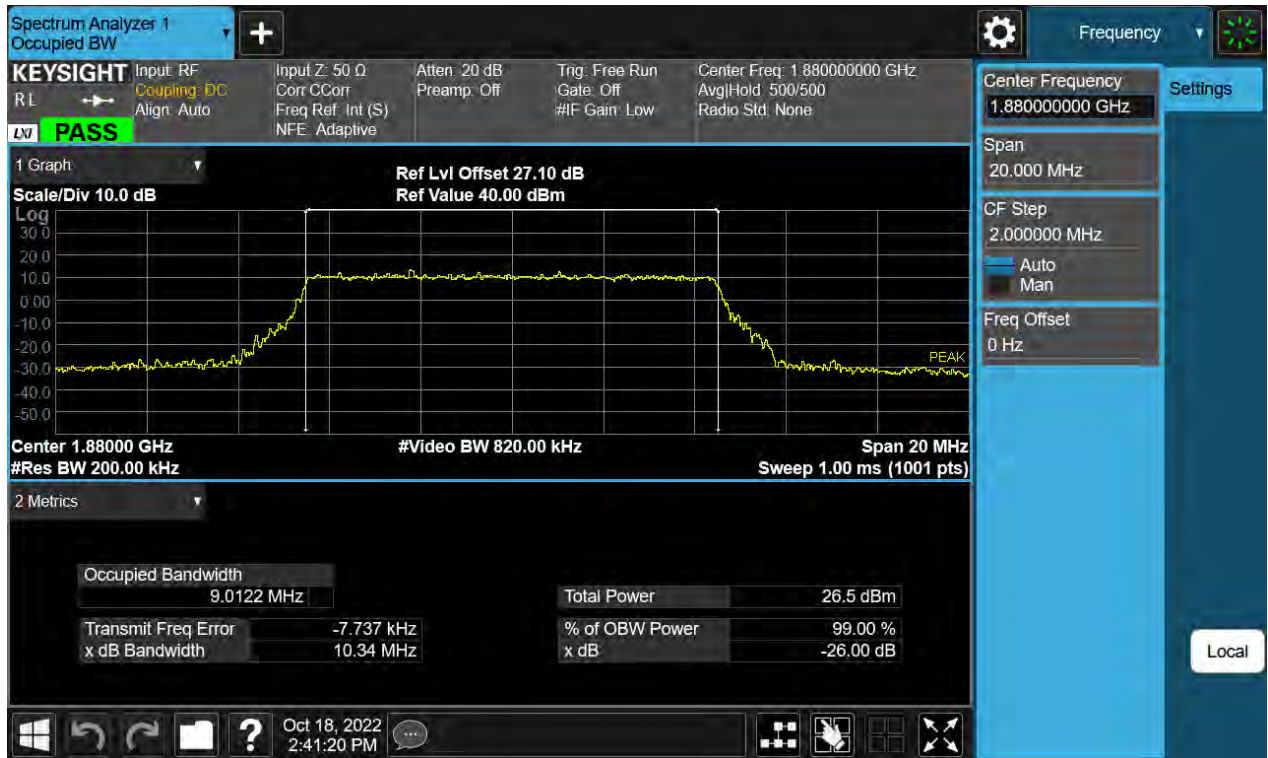 Spectrum Analyzer 1
Occupied BW
Frequency
KEYSIGHT
RL
LXI
PASS
Input: RF
Coupling: DC
Align: Auto
Input Z: 50 Ω
Corr CCorr
Freq Ref: Int (S)
NFE: Adaptive
Atten: 20 dB
Preamp: Off
Trig: Free Run
Gate: Off
#IF Gain: Low
Center Freq: 1.880000000 GHz
Avg|Hold: 500/500
Radio Std: None
Center Frequency
1.880000000 GHz
Settings
Span
20.000 MHz
CF Step
2.000000 MHz
Auto
Man
Freq Offset
0 Hz
Local
1 Graph
Scale/Div 10.0 dB
Ref Lvl Offset 27.10 dB
Ref Value 40.00 dBm
Log
30.0
20.0
10.0
0.00
-10.0
-20.0
-30.0
-40.0
-50.0
PEAK
Center 1.88000 GHz
#Video BW 820.00 kHz
Span 20 MHz
#Res BW 200.00 kHz
Sweep 1.00 ms (1001 pts)
2 Metrics
Occupied Bandwidth
9.0122 MHz
Total Power 26.5 dBm
Transmit Freq Error -7.737 kHz
% of OBW Power 99.00 %
x dB Bandwidth 10.34 MHz
x dB -26.00 dB
?
Oct 18, 2022
2:41:20 PM